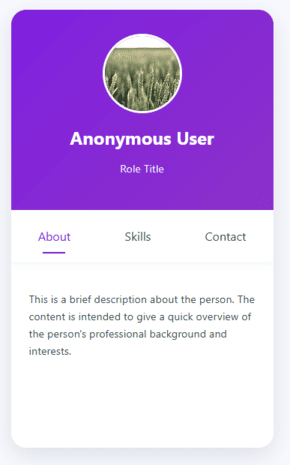 Anonymous User
Role Title
About Skills Contact
This is a brief description about the person. The
content is intended to give a quick overview of
the person's professional background and
interests.